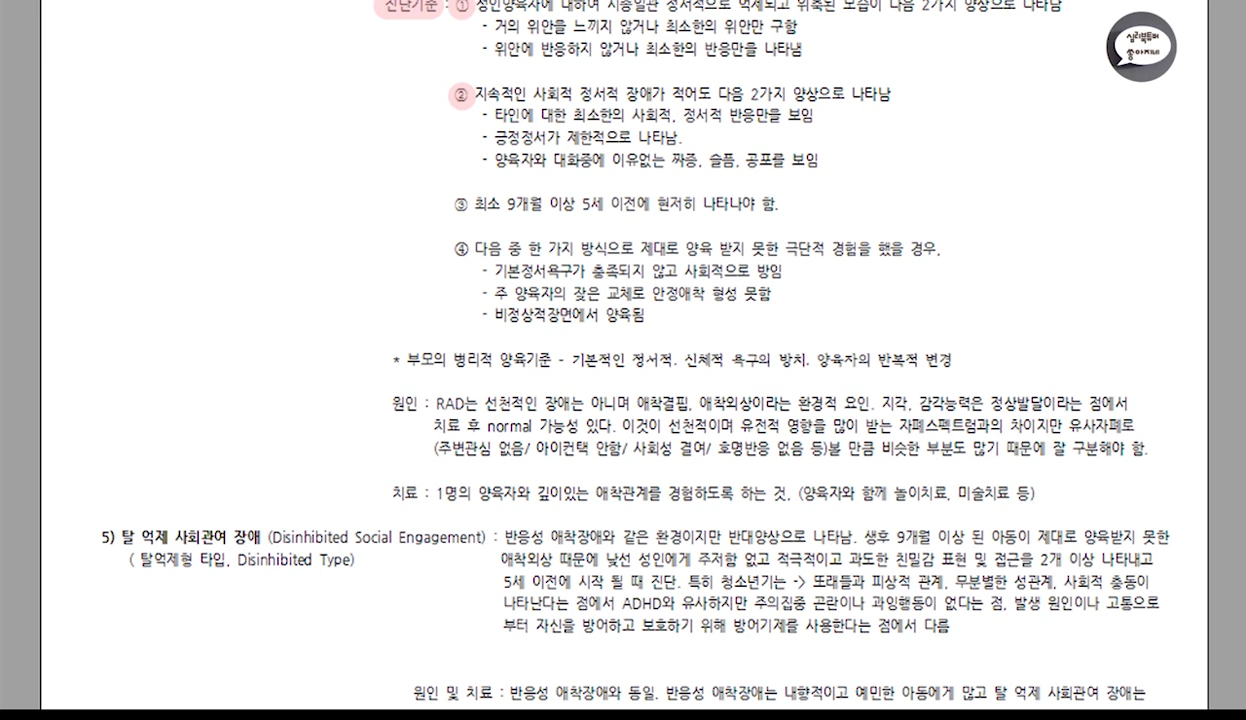 진단기준 : ① 성인양육자에 대하여 시종일관 정서적으로 억제되고 위축된 모습이 다음 2가지 양상으로 나타남
- 거의 위안을 느끼지 않거나 최소한의 위안만 구함
- 위안에 반응하지 않거나 최소한의 반응만을 나타냄
② 지속적인 사회적 정서적 장애가 적어도 다음 2가지 양상으로 나타남
- 타인에 대한 최소한의 사회적, 정서적 반응만을 보임
- 긍정정서가 제한적으로 나타남.
- 양육자와 대화중에 이유없는 짜증, 슬픔, 공포를 보임
③ 최소 9개월 이상 5세 이전에 현저히 나타나야 함.
④ 다음 중 한 가지 방식으로 제대로 양육 받지 못한 극단적 경험을 했을 경우,
- 기본정서욕구가 충족되지 않고 사회적으로 방임
- 주 양육자의 잦은 교체로 안정애착 형성 못함
- 비정상적장면에서 양육됨
* 부모의 병리적 양육기준 - 기본적인 정서적. 신체적 욕구의 방치. 양육자의 반복적 변경
원인 : RAD는 선천적인 장애는 아니며 애착결핍, 애착외상이라는 환경적 요인. 지각, 감각능력은 정상발달이라는 점에서
치료 후 normal 가능성 있다. 이것이 선천적이며 유전적 영향을 많이 받는 자폐스펙트럼과의 차이지만 유사자폐로
(주변관심 없음/ 아이컨택 안함/ 사회성 결여/ 호명반응 없음 등)볼 만큼 비슷한 부분도 많기 때문에 잘 구분해야 함.
치료 : 1명의 양육자와 깊이있는 애착관계를 경험하도록 하는 것, (양육자와 함께 놀이치료, 미술치료 등)
5) 탈 억제 사회관여 장애 (Disinhibited Social Engagement) : 반응성 애착장애와 같은 환경이지만 반대양상으로 나타남. 생후 9개월 이상 된 아동이 제대로 양육받지 못한
( 탈억제형 타입, Disinhibited Type) 애착외상 때문에 낯선 성인에게 주저함 없고 적극적이고 과도한 친밀감 표현 및 접근을 2개 이상 나타내고
5세 이전에 시작 될 때 진단. 특히 청소년기는 -> 또래들과 피상적 관계, 무분별한 성관계, 사회적 충동이
나타난다는 점에서 ADHD와 유사하지만 주의집중 곤란이나 과잉행동이 없다는 점, 발생 원인이나 고통으로
부터 자신을 방어하고 보호하기 위해 방어기제를 사용한다는 점에서 다름
원인 및 치료 : 반응성 애착장애와 동일. 반응성 애착장애는 내향적이고 예민한 아동에게 많고 탈 억제 사회관여 장애는
심리북튜버
쏭아지네